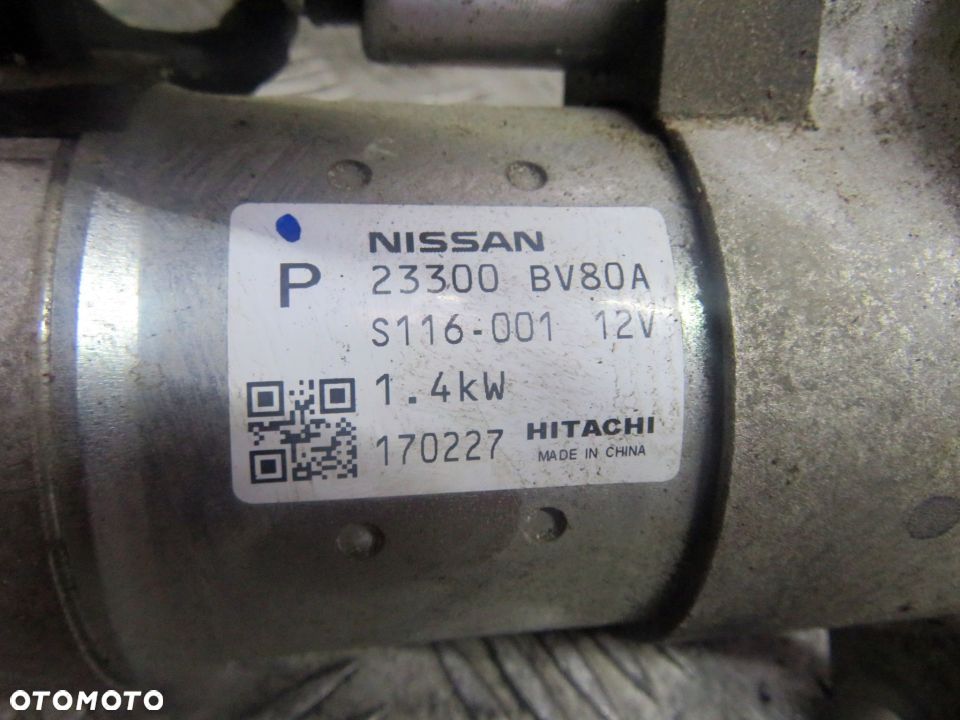 NISSAN
P 23300 BV80A
S116-001 12V
1.4kW
170227 HITACHI
MADE IN CHINA
OTOMOTO